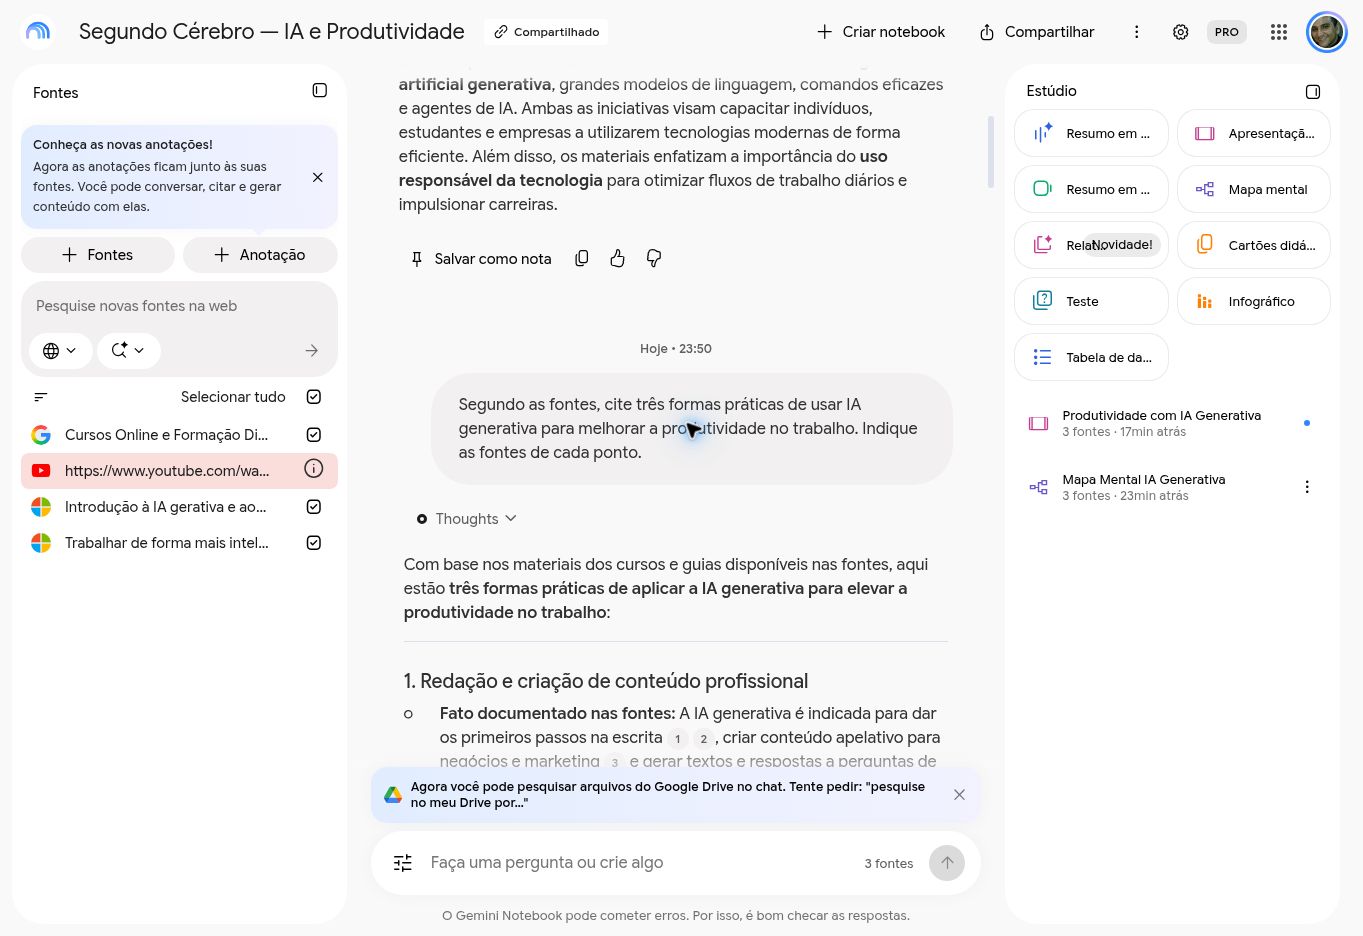 Segundo Cérebro — IA e Produtividade
Compartilhado
Criar notebook
Compartilhar
PRO
Fontes
Conheça as novas anotações!
Agora as anotações ficam junto às suas
fontes. Você pode conversar, citar e gerar
conteúdo com elas.
Fontes
Anotação
Pesquise novas fontes na web
Selecionar tudo
Cursos Online e Formação Di...
https://www.youtube.com/wa...
Introdução à IA gerativa e ao...
Trabalhar de forma mais intel...
artificial generativa, grandes modelos de linguagem, comandos eficazes
e agentes de IA. Ambas as iniciativas visam capacitar indivíduos,
estudantes e empresas a utilizarem tecnologias modernas de forma
eficiente. Além disso, os materiais enfatizam a importância do uso
responsável da tecnologia para otimizar fluxos de trabalho diários e
impulsionar carreiras.
Salvar como nota
Hoje • 23:50
Segundo as fontes, cite três formas práticas de usar IA
generativa para melhorar a produtividade no trabalho. Indique
as fontes de cada ponto.
Thoughts
Com base nos materiais dos cursos e guias disponíveis nas fontes, aqui
estão três formas práticas de aplicar a IA generativa para elevar a
produtividade no trabalho:
1. Redação e criação de conteúdo profissional
Fato documentado nas fontes: A IA generativa é indicada para dar
os primeiros passos na escrita 1 2, criar conteúdo apelativo para
negócios e marketing 3 e gerar textos e respostas a perguntas de
Agora você pode pesquisar arquivos do Google Drive no chat. Tente pedir: "pesquise
no meu Drive por..."
Faça uma pergunta ou crie algo
3 fontes
O Gemini Notebook pode cometer erros. Por isso, é bom checar as respostas.
Estúdio
Resumo em ...
Apresentaçã...
Resumo em ...
Mapa mental
Relat...
Novidade!
Cartões didá...
Teste
Infográfico
Tabela de da...
Produtividade com IA Generativa
3 fontes · 17min atrás
Mapa Mental IA Generativa
3 fontes · 23min atrás